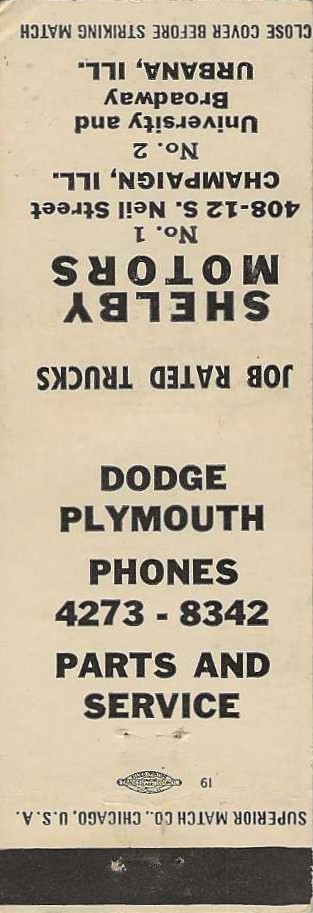 JOB RATED TRUCKS
SHELBY
MOTORS
No. 1
408-12 S. Neil Street
CHAMPAIGN, ILL.
No. 2
University and
Broadway
URBANA, ILL.
CLOSE COVER BEFORE STRIKING MATCH
DODGE
PLYMOUTH
PHONES
4273 - 8342
PARTS AND
SERVICE
19
SUPERIOR MATCH CO., CHICAGO, U.S.A.